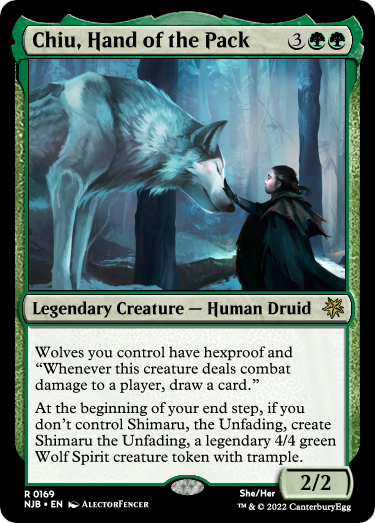 Chiu, Hand of the Pack 3
Legendary Creature — Human Druid
Wolves you control have hexproof and
“Whenever this creature deals combat
damage to a player, draw a card.”
At the beginning of your end step, if you
don’t control Shimaru, the Unfading, create
Shimaru the Unfading, a legendary 4/4 green
Wolf Spirit creature token with trample.
2/2
R 0169
She/Her
NJB • EN AlectorFencer
™ & © 2022 CanterburyEgg